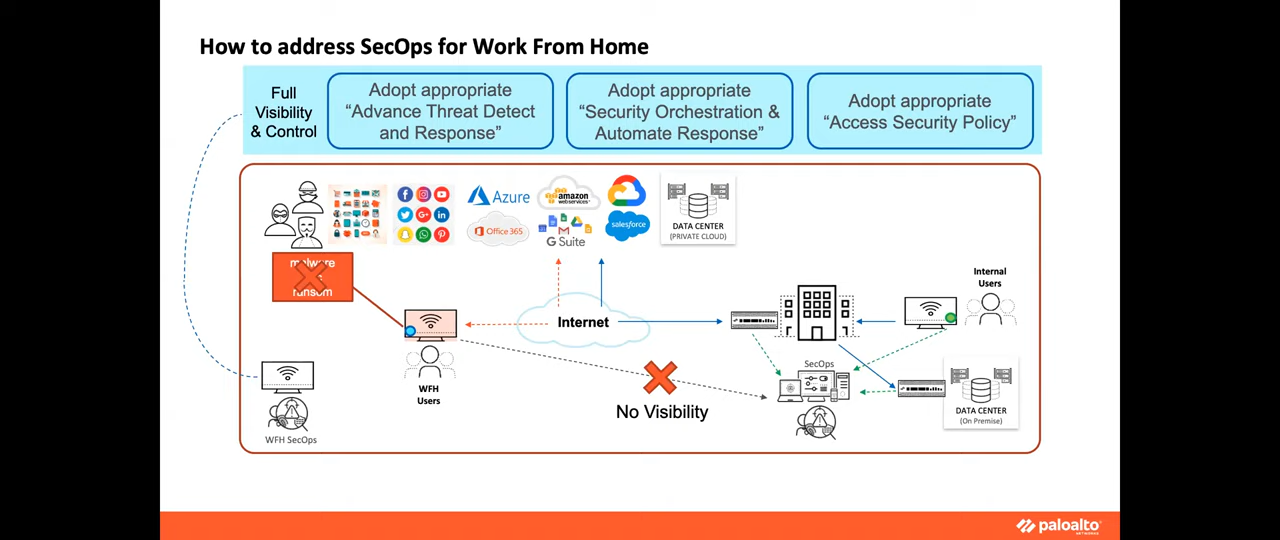 How to address SecOps for Work From Home
Full
Visibility
& Control
Adopt appropriate
“Advance Threat Detect
and Response”
Adopt appropriate
“Security Orchestration &
Automate Response”
Adopt appropriate
“Access Security Policy”
Azure
amazon
webservices
Office 365
G Suite
salesforce
DATA CENTER
(PRIVATE CLOUD)
malware
ransom
Internet
Internal
Users
WFH
Users
No Visibility
SecOps
DATA CENTER
(On Premise)
WFH SecOps
paloalto
NETWORKS